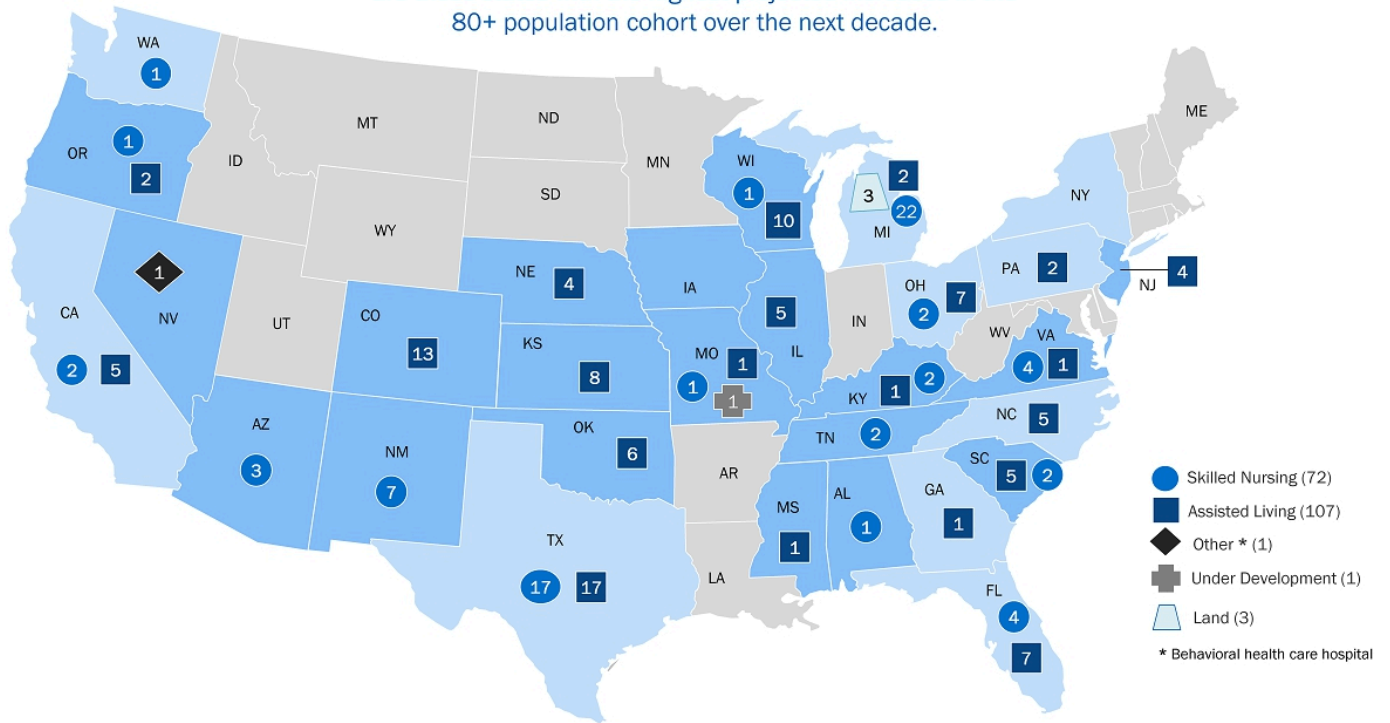 80+ population cohort over the next decade.
WA
1
OR
1
2
ID
MT
ND
SD
MN
WY
WI
1
10
2
3
22
MI
ME
NY
PA
2
NJ
4
CA
2
5
1
NV
UT
CO
13
NE
4
KS
8
IA
MO
1
1
1
5
IL
IN
OH
7
2
WV
VA
4
1
KY
1
2
AZ
3
NM
7
OK
6
AR
TN
2
NC
5
SC
5
2
MS
1
AL
1
GA
1
TX
17
17
LA
FL
4
7
Skilled Nursing (72)
Assisted Living (107)
Other * (1)
Under Development (1)
Land (3)
* Behavioral health care hospital